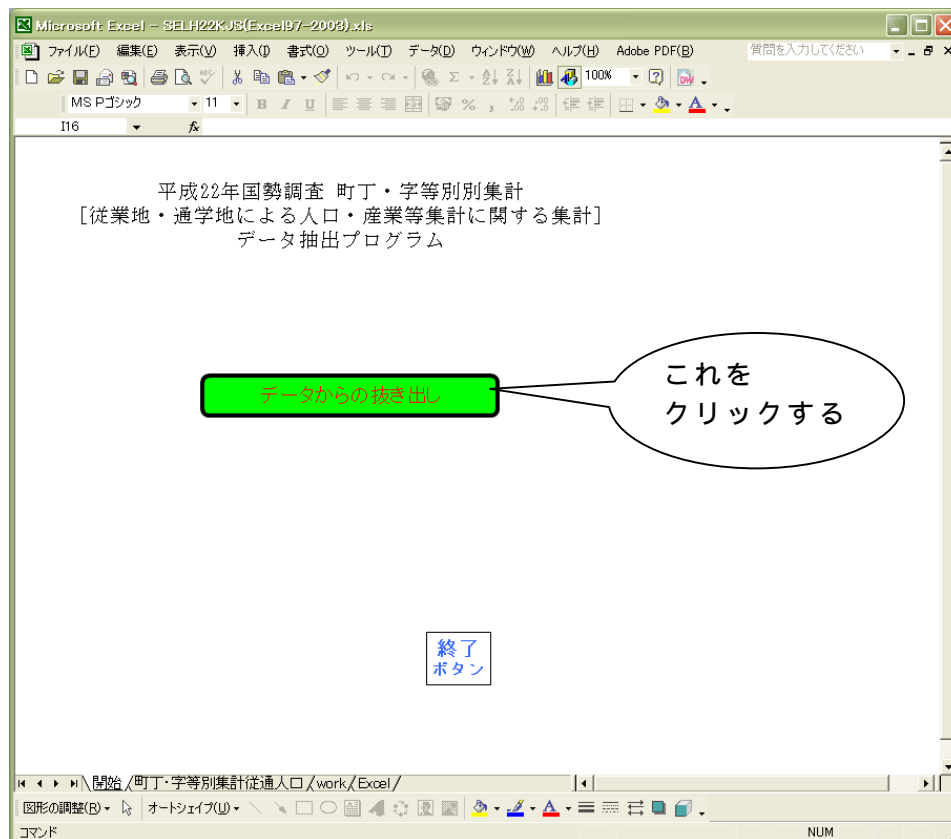 Microsoft Excel - SELH22KJS(Excel97-2003).xls
ファイル(F) 編集(E) 表示(V) 挿入(I) 書式(O) ツール(T) データ(D) ウィンドウ(W) ヘルプ(H) Adobe PDF(B) 質問を入力してください
100%
MS Pゴシック 11 B I U
I16 fx
平成22年国勢調査 町丁・字等別別集計
[従業地・通学地による人口・産業等集計に関する集計]
データ抽出プログラム
データからの抜き出し
これを
クリックする
終了
ボタン
開始 町丁・字等別集計従通人口 work Excel
図形の調整(R) オートシェイプ(U)
コマンド NUM